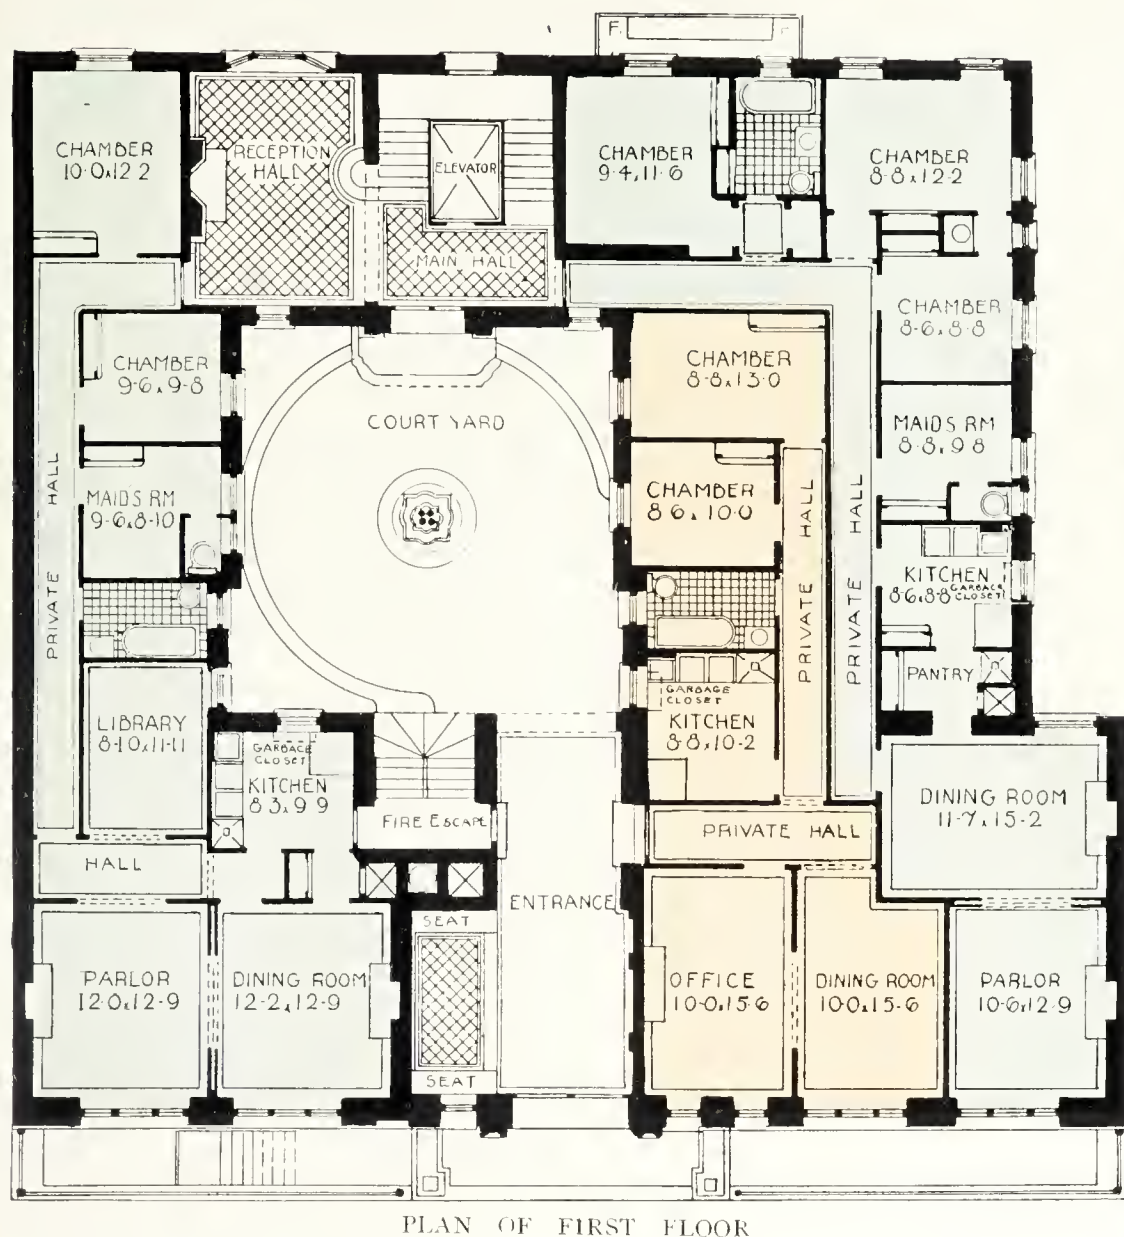 F.
F
CHAMBER
10-0x12 2
RECEPTION
HALL
ELEVATOR
MAIN HALL
CHAMBER
9-4x11-6
CHAMBER
8-8x12-2
CHAMBER
8-6x8-8
CHAMBER
9-6x9-8
COURT YARD
CHAMBER
8-8x13-0
MAIDS RM
8-8x9 8
MAIDS RM
9-6x8-10
PRIVATE HALL
CHAMBER
8 6x10-0
PRIVATE HALL
PRIVATE HALL
KITCHEN
8-6x8-8
GARBAGE
CLOSET
PANTRY
LIBRARY
8-10x11-11
GARBAGE
CLOSET
KITCHEN
8 3x9 9
GARBAGE
CLOSET
KITCHEN
8-8x10-2
FIRE ESCAPE
PRIVATE HALL
DINING ROOM
11-7x15-2
HALL
SEAT
ENTRANCE
PARLOR
12-0x12-9
DINING ROOM
12-2x12-9
SEAT
OFFICE
10-0x15-6
DINING ROOM
10-0x15-6
PARLOR
10-6x12-9
PLAN OF FIRST FLOOR